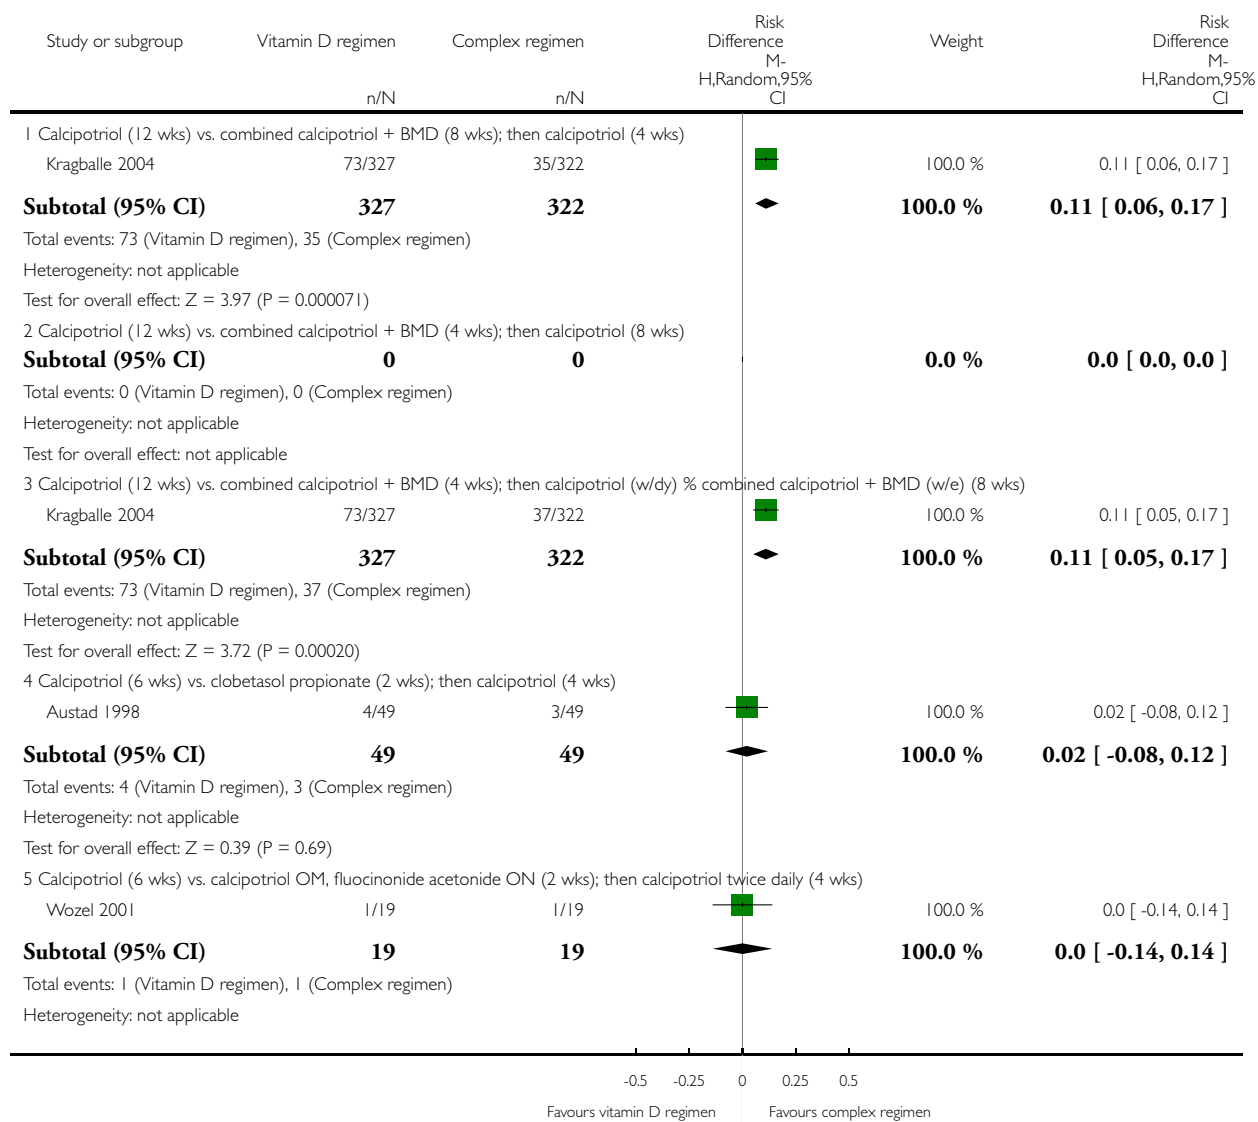 Study or subgroup Vitamin D regimen Complex regimen Risk Difference Weight Risk Difference
M-H,Random,95% CI M-H,Random,95% CI
n/N n/N
1 Calcipotriol (12 wks) vs. combined calcipotriol + BMD (8 wks); then calcipotriol (4 wks)
Kragballe 2004 73/327 35/322 100.0 % 0.11 [ 0.06, 0.17 ]
Subtotal (95% CI) 327 322 100.0 % 0.11 [ 0.06, 0.17 ]
Total events: 73 (Vitamin D regimen), 35 (Complex regimen)
Heterogeneity: not applicable
Test for overall effect: Z = 3.97 (P = 0.000071)
2 Calcipotriol (12 wks) vs. combined calcipotriol + BMD (4 wks); then calcipotriol (8 wks)
Subtotal (95% CI) 0 0 0.0 % 0.0 [ 0.0, 0.0 ]
Total events: 0 (Vitamin D regimen), 0 (Complex regimen)
Heterogeneity: not applicable
Test for overall effect: not applicable
3 Calcipotriol (12 wks) vs. combined calcipotriol + BMD (4 wks); then calcipotriol (w/dy) % combined calcipotriol + BMD (w/e) (8 wks)
Kragballe 2004 73/327 37/322 100.0 % 0.11 [ 0.05, 0.17 ]
Subtotal (95% CI) 327 322 100.0 % 0.11 [ 0.05, 0.17 ]
Total events: 73 (Vitamin D regimen), 37 (Complex regimen)
Heterogeneity: not applicable
Test for overall effect: Z = 3.72 (P = 0.00020)
4 Calcipotriol (6 wks) vs. clobetasol propionate (2 wks); then calcipotriol (4 wks)
Austad 1998 4/49 3/49 100.0 % 0.02 [ -0.08, 0.12 ]
Subtotal (95% CI) 49 49 100.0 % 0.02 [ -0.08, 0.12 ]
Total events: 4 (Vitamin D regimen), 3 (Complex regimen)
Heterogeneity: not applicable
Test for overall effect: Z = 0.39 (P = 0.69)
5 Calcipotriol (6 wks) vs. calcipotriol OM, fluocinonide acetonide ON (2 wks); then calcipotriol twice daily (4 wks)
Wozel 2001 1/19 1/19 100.0 % 0.0 [ -0.14, 0.14 ]
Subtotal (95% CI) 19 19 100.0 % 0.0 [ -0.14, 0.14 ]
Total events: 1 (Vitamin D regimen), 1 (Complex regimen)
Heterogeneity: not applicable
-0.5 -0.25 0 0.25 0.5
Favours vitamin D regimen Favours complex regimen